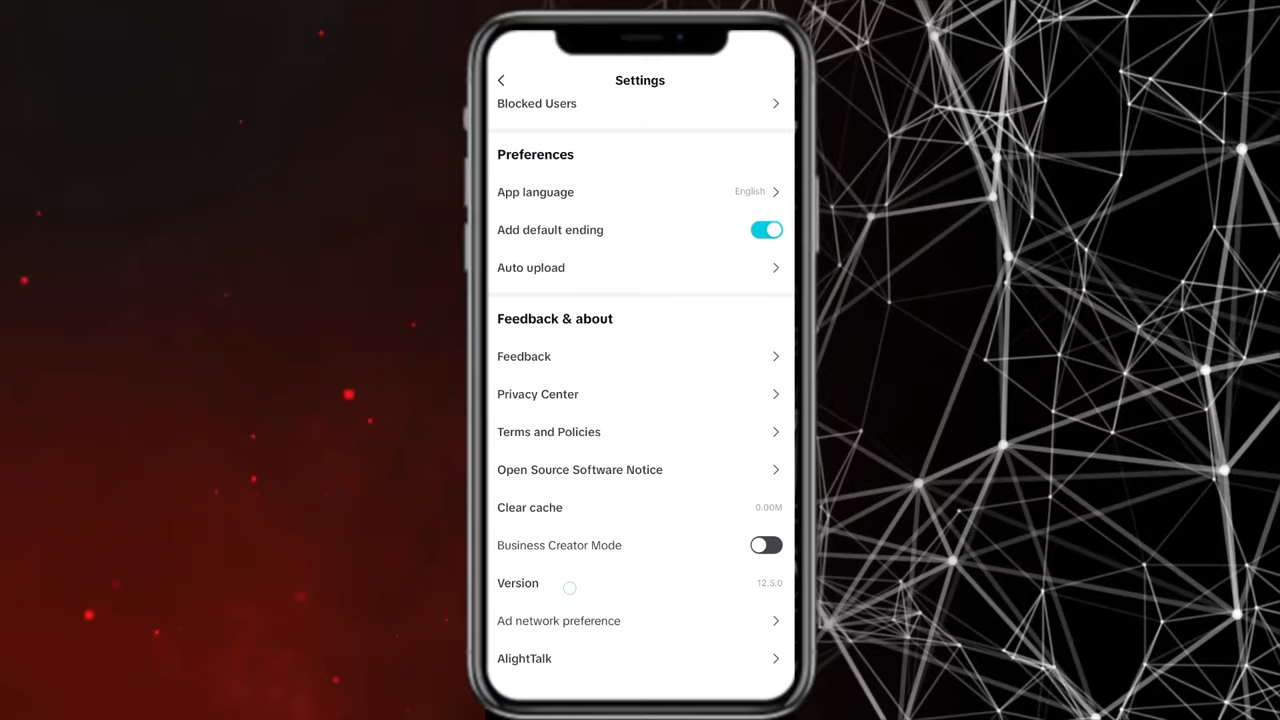 Settings
Blocked Users
Preferences
App language English
Add default ending
Auto upload
Feedback & about
Feedback
Privacy Center
Terms and Policies
Open Source Software Notice
Clear cache 0.00M
Business Creator Mode
Version 12.5.0
Ad network preference
AlightTalk